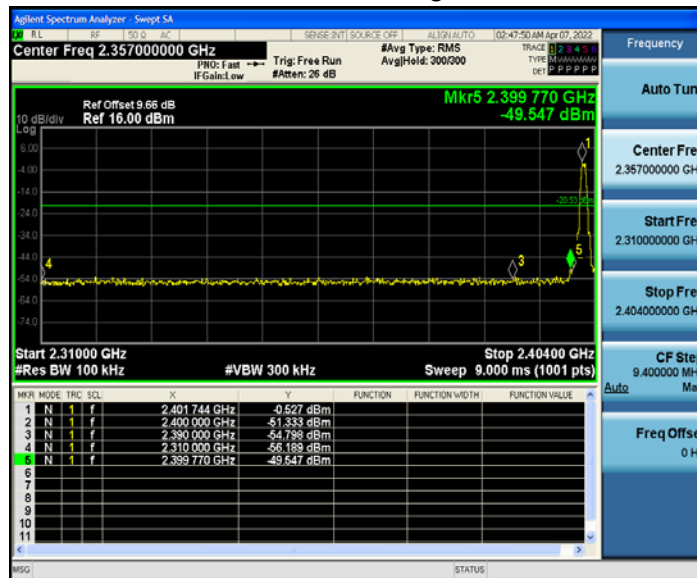 Agilent Spectrum Analyzer - Swept SA
RL RF 50 Ω AC SENSE:INT SOURCE OFF ALIGN AUTO 02:47:50 AM Apr 07, 2022
Center Freq 2.357000000 GHz
PNO: Fast
IFGain:Low
Trig: Free Run
#Atten: 26 dB
#Avg Type: RMS
Avg|Hold: 300/300
TRACE 1 2 3 4 5 6
TYPE M
DET P P P P P P
Ref Offset 9.66 dB
10 dB/div Ref 16.00 dBm
Log
Mkr5 2.399 770 GHz
-49.547 dBm
6.00
-4.00
-14.0
-24.0
-34.0
-44.0
-54.0
-64.0
-74.0
-20.53 dBm
1
4
3
5
Start 2.31000 GHz
Stop 2.40400 GHz
#Res BW 100 kHz #VBW 300 kHz Sweep 9.000 ms (1001 pts)
MKR MODE TRC SCL X Y FUNCTION FUNCTION WIDTH FUNCTION VALUE
1 N 1 f 2.401 744 GHz -0.527 dBm
2 N 1 f 2.400 000 GHz -51.333 dBm
3 N 1 f 2.390 000 GHz -54.798 dBm
4 N 1 f 2.310 000 GHz -56.189 dBm
5 N 1 f 2.399 770 GHz -49.547 dBm
6
7
8
9
10
11
MSG STATUS
Frequency
Auto Tun
Center Fre
2.357000000 GH
Start Fre
2.310000000 GH
Stop Fre
2.404000000 GH
CF Ste
9.400000 MH
Auto Ma
Freq Offse
0 H